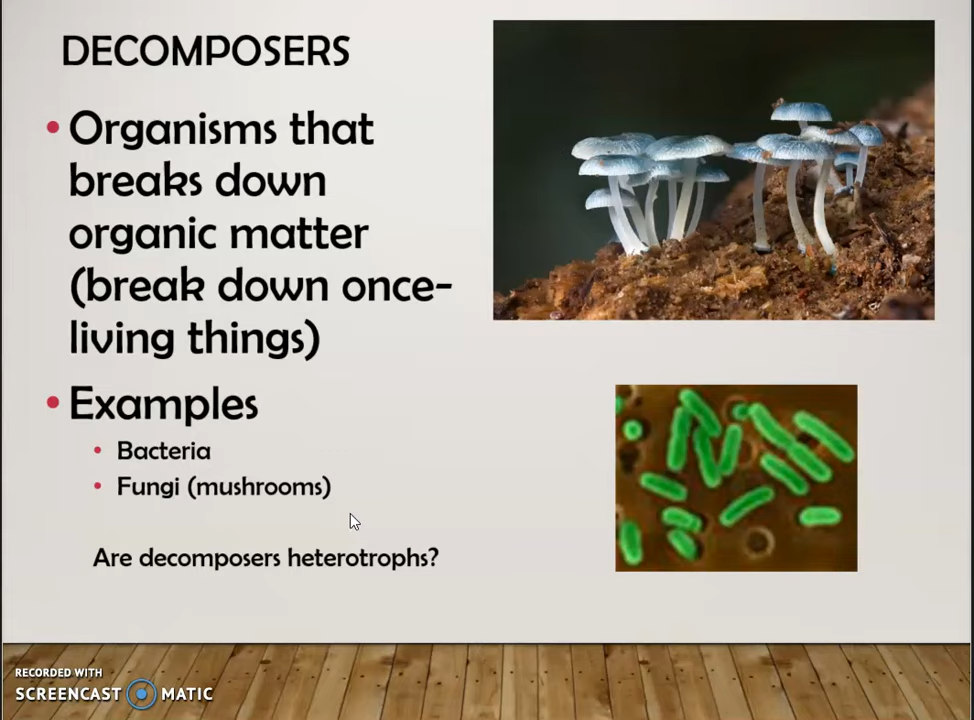 DECOMPOSERS
• Organisms that
breaks down
organic matter
(break down once-
living things)
• Examples
• Bacteria
• Fungi (mushrooms)
Are decomposers heterotrophs?
RECORDED WITH
SCREENCAST MATIC